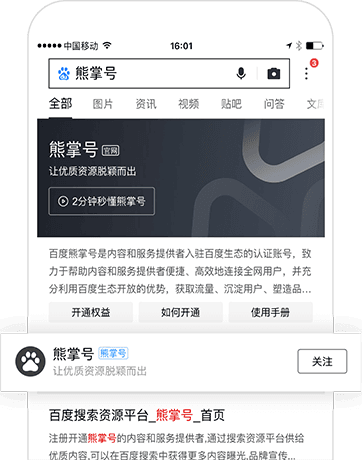 中国移动
16:01
熊掌号
3
全部
图片
资讯
视频
贴吧
问答
文库
熊掌号 官网
让优质资源脱颖而出
2分钟秒懂熊掌号
百度熊掌号是内容和服务提供者入驻百度生态的认证账号，致
力于帮助内容和服务提供者便捷、高效地连接全网用户，并充
分利用百度生态开放的优势，获取流量、沉淀用户、塑造品...
开通权益
如何开通
使用手册
熊掌号 熊掌号
让优质资源脱颖而出
关注
百度搜索资源平台_熊掌号_首页
注册开通熊掌号的内容和服务提供者,通过搜索资源平台供给
优质内容,可以在百度搜索中获得更多内容曝光,品牌宣传,...